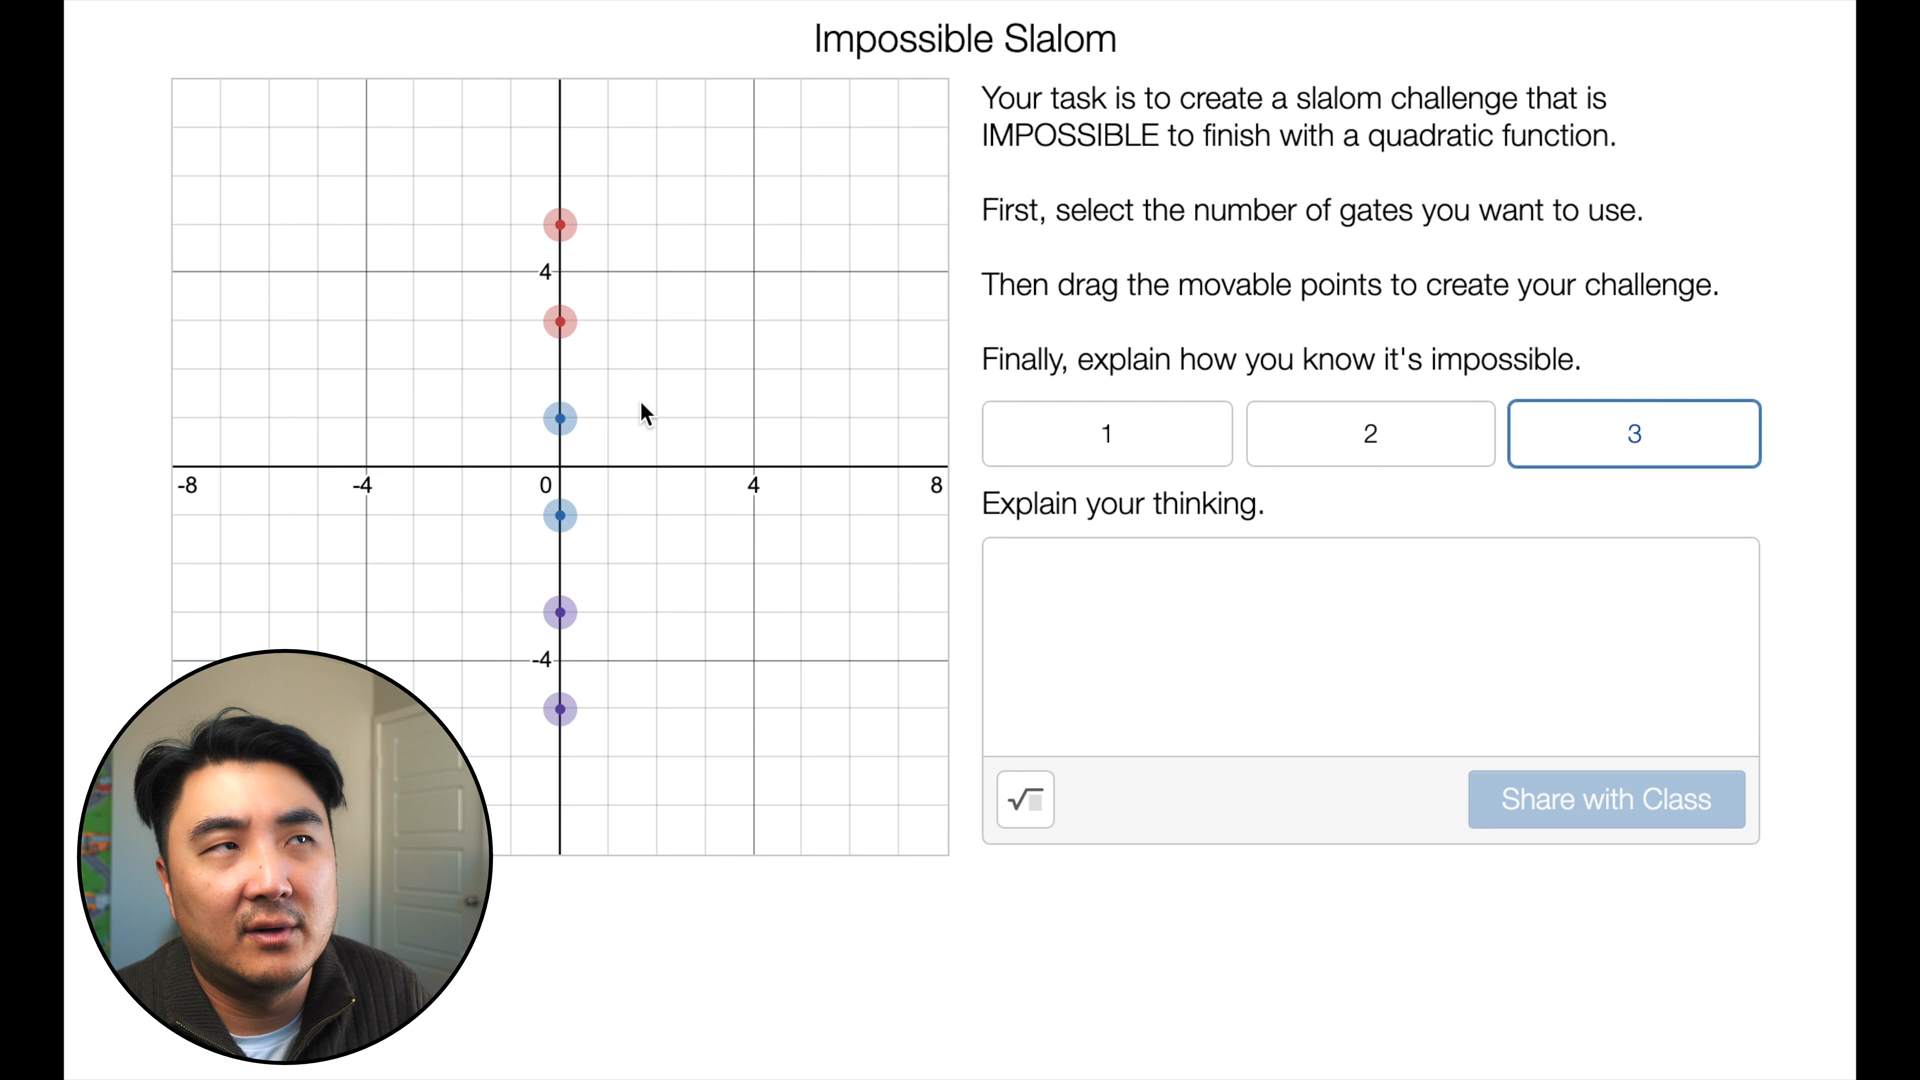 Impossible Slalom
Your task is to create a slalom challenge that is
IMPOSSIBLE to finish with a quadratic function.
First, select the number of gates you want to use.
Then drag the movable points to create your challenge.
Finally, explain how you know it's impossible.
1 2 3
Explain your thinking.
Share with Class
4
-8 -4 0 4 8
-4